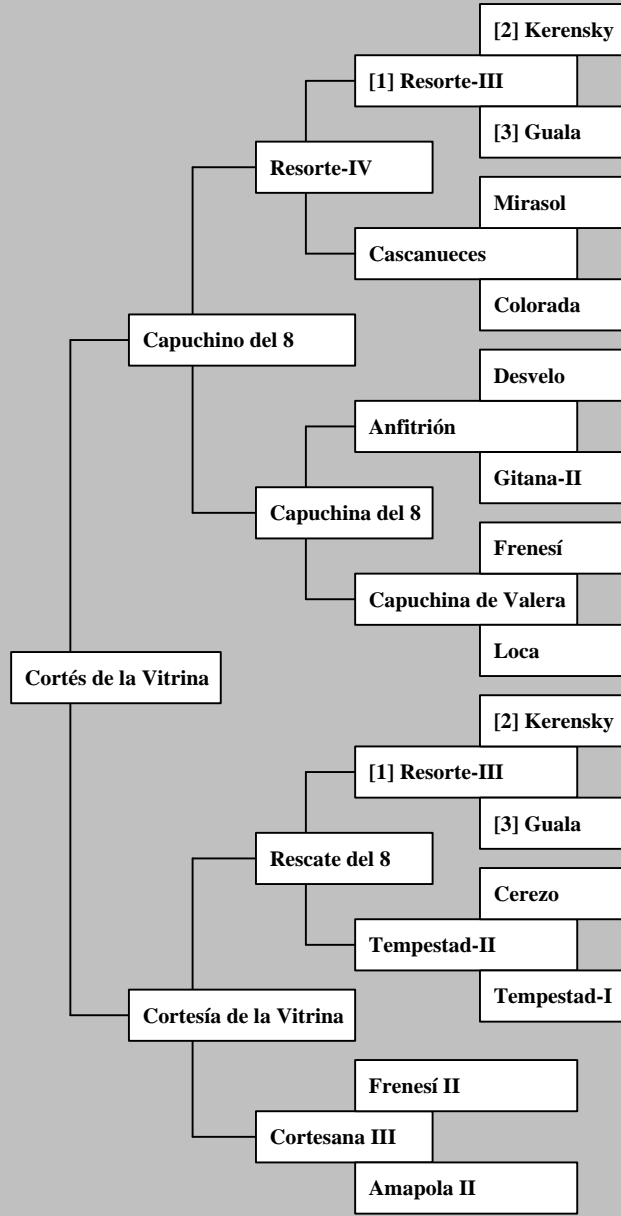 [2] Kerensky
[1] Resorte-III
[3] Guala
Resorte-IV
Mirasol
Cascanueces
Colorada
Capuchino del 8
Desvelo
Anfitrión
Gitana-II
Capuchina del 8
Frenesí
Capuchina de Valera
Loca
Cortés de la Vitrina
[2] Kerensky
[1] Resorte-III
[3] Guala
Rescate del 8
Cerezo
Tempestad-II
Tempestad-I
Cortesía de la Vitrina
Frenesí II
Cortesana III
Amapola II